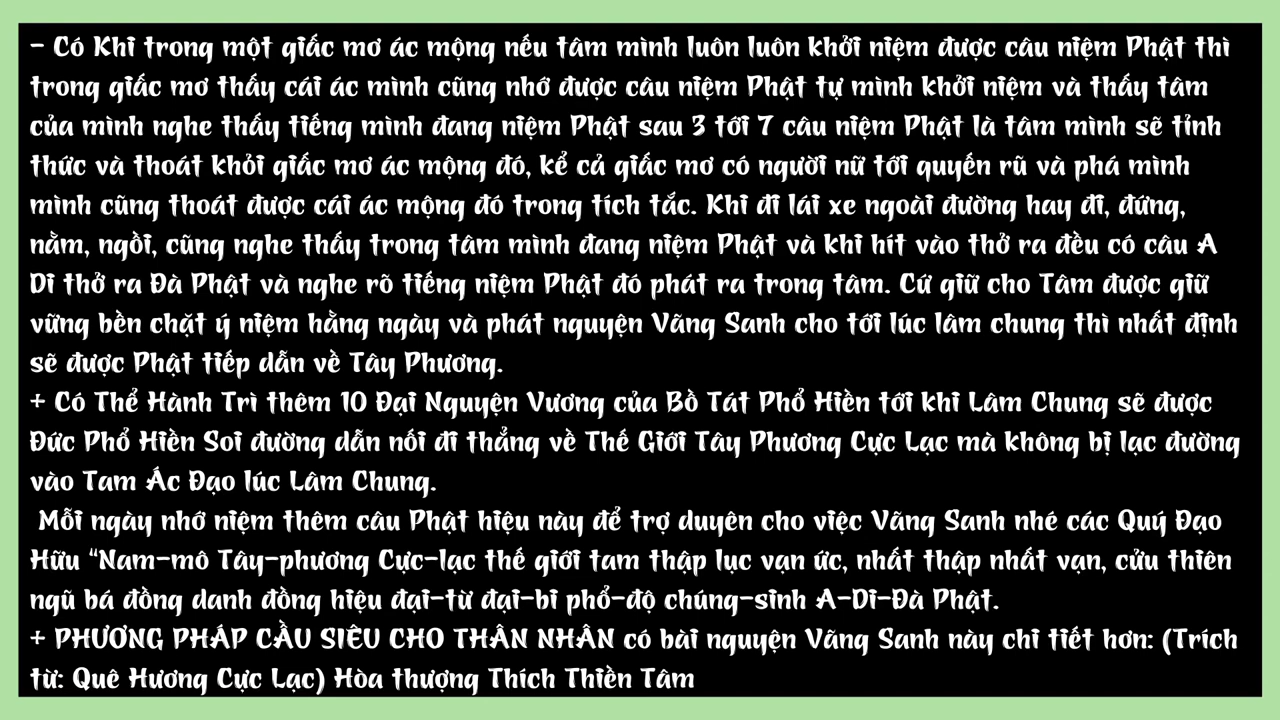 - Có Khi trong một giấc mơ ác mộng nếu tâm mình luôn luôn khởi niệm được câu niệm Phật thì
trong giấc mơ thấy cái ác mình cũng nhớ được câu niệm Phật tự mình khởi niệm và thấy tâm
của mình nghe thấy tiếng mình đang niệm Phật sau 3 tới 7 câu niệm Phật là tâm mình sẽ tỉnh
thức và thoát khỏi giấc mơ ác mộng đó, kể cả giấc mơ có người nữ tới quyến rũ và phá mình
mình cũng thoát được cái ác mộng đó trong tích tắc. Khi đi lái xe ngoài đường hay đi, đứng,
nằm, ngồi, cũng nghe thấy trong tâm mình đang niệm Phật và khi hít vào thở ra đều có câu A
Di thở ra Đà Phật và nghe rõ tiếng niệm Phật đó phát ra trong tâm. Cứ giữ cho Tâm được giữ
vững bền chặt ý niệm hằng ngày và phát nguyện Vãng Sanh cho tới lúc lâm chung thì nhất định
sẽ được Phật tiếp dẫn về Tây Phương.
+ Có Thể Hành Trì thêm 10 Đại Nguyện Vương của Bồ Tát Phổ Hiền tới khi Lâm Chung sẽ được
Đức Phổ Hiền Soi đường dẫn nối đi thẳng về Thế Giới Tây Phương Cực Lạc mà không bị lạc đường
vào Tam Ác Đạo lúc Lâm Chung.
Mỗi ngày nhớ niệm thêm câu Phật hiệu này để trợ duyên cho việc Vãng Sanh nhé các Quý Đạo
Hữu "Nam-mô Tây-phương Cực-lạc thế giới tam thập lục vạn ức, nhất thập nhất vạn, cửu thiên
ngũ bá đồng danh đồng hiệu đại-từ đại-bi phổ-độ chúng-sinh A-Di-Đà Phật.
+ PHƯƠNG PHÁP CẦU SIÊU CHO THÂN NHÂN có bài nguyện Vãng Sanh này chi tiết hơn: (Trích
từ: Quê Hương Cực Lạc) Hòa thượng Thích Thiền Tâm